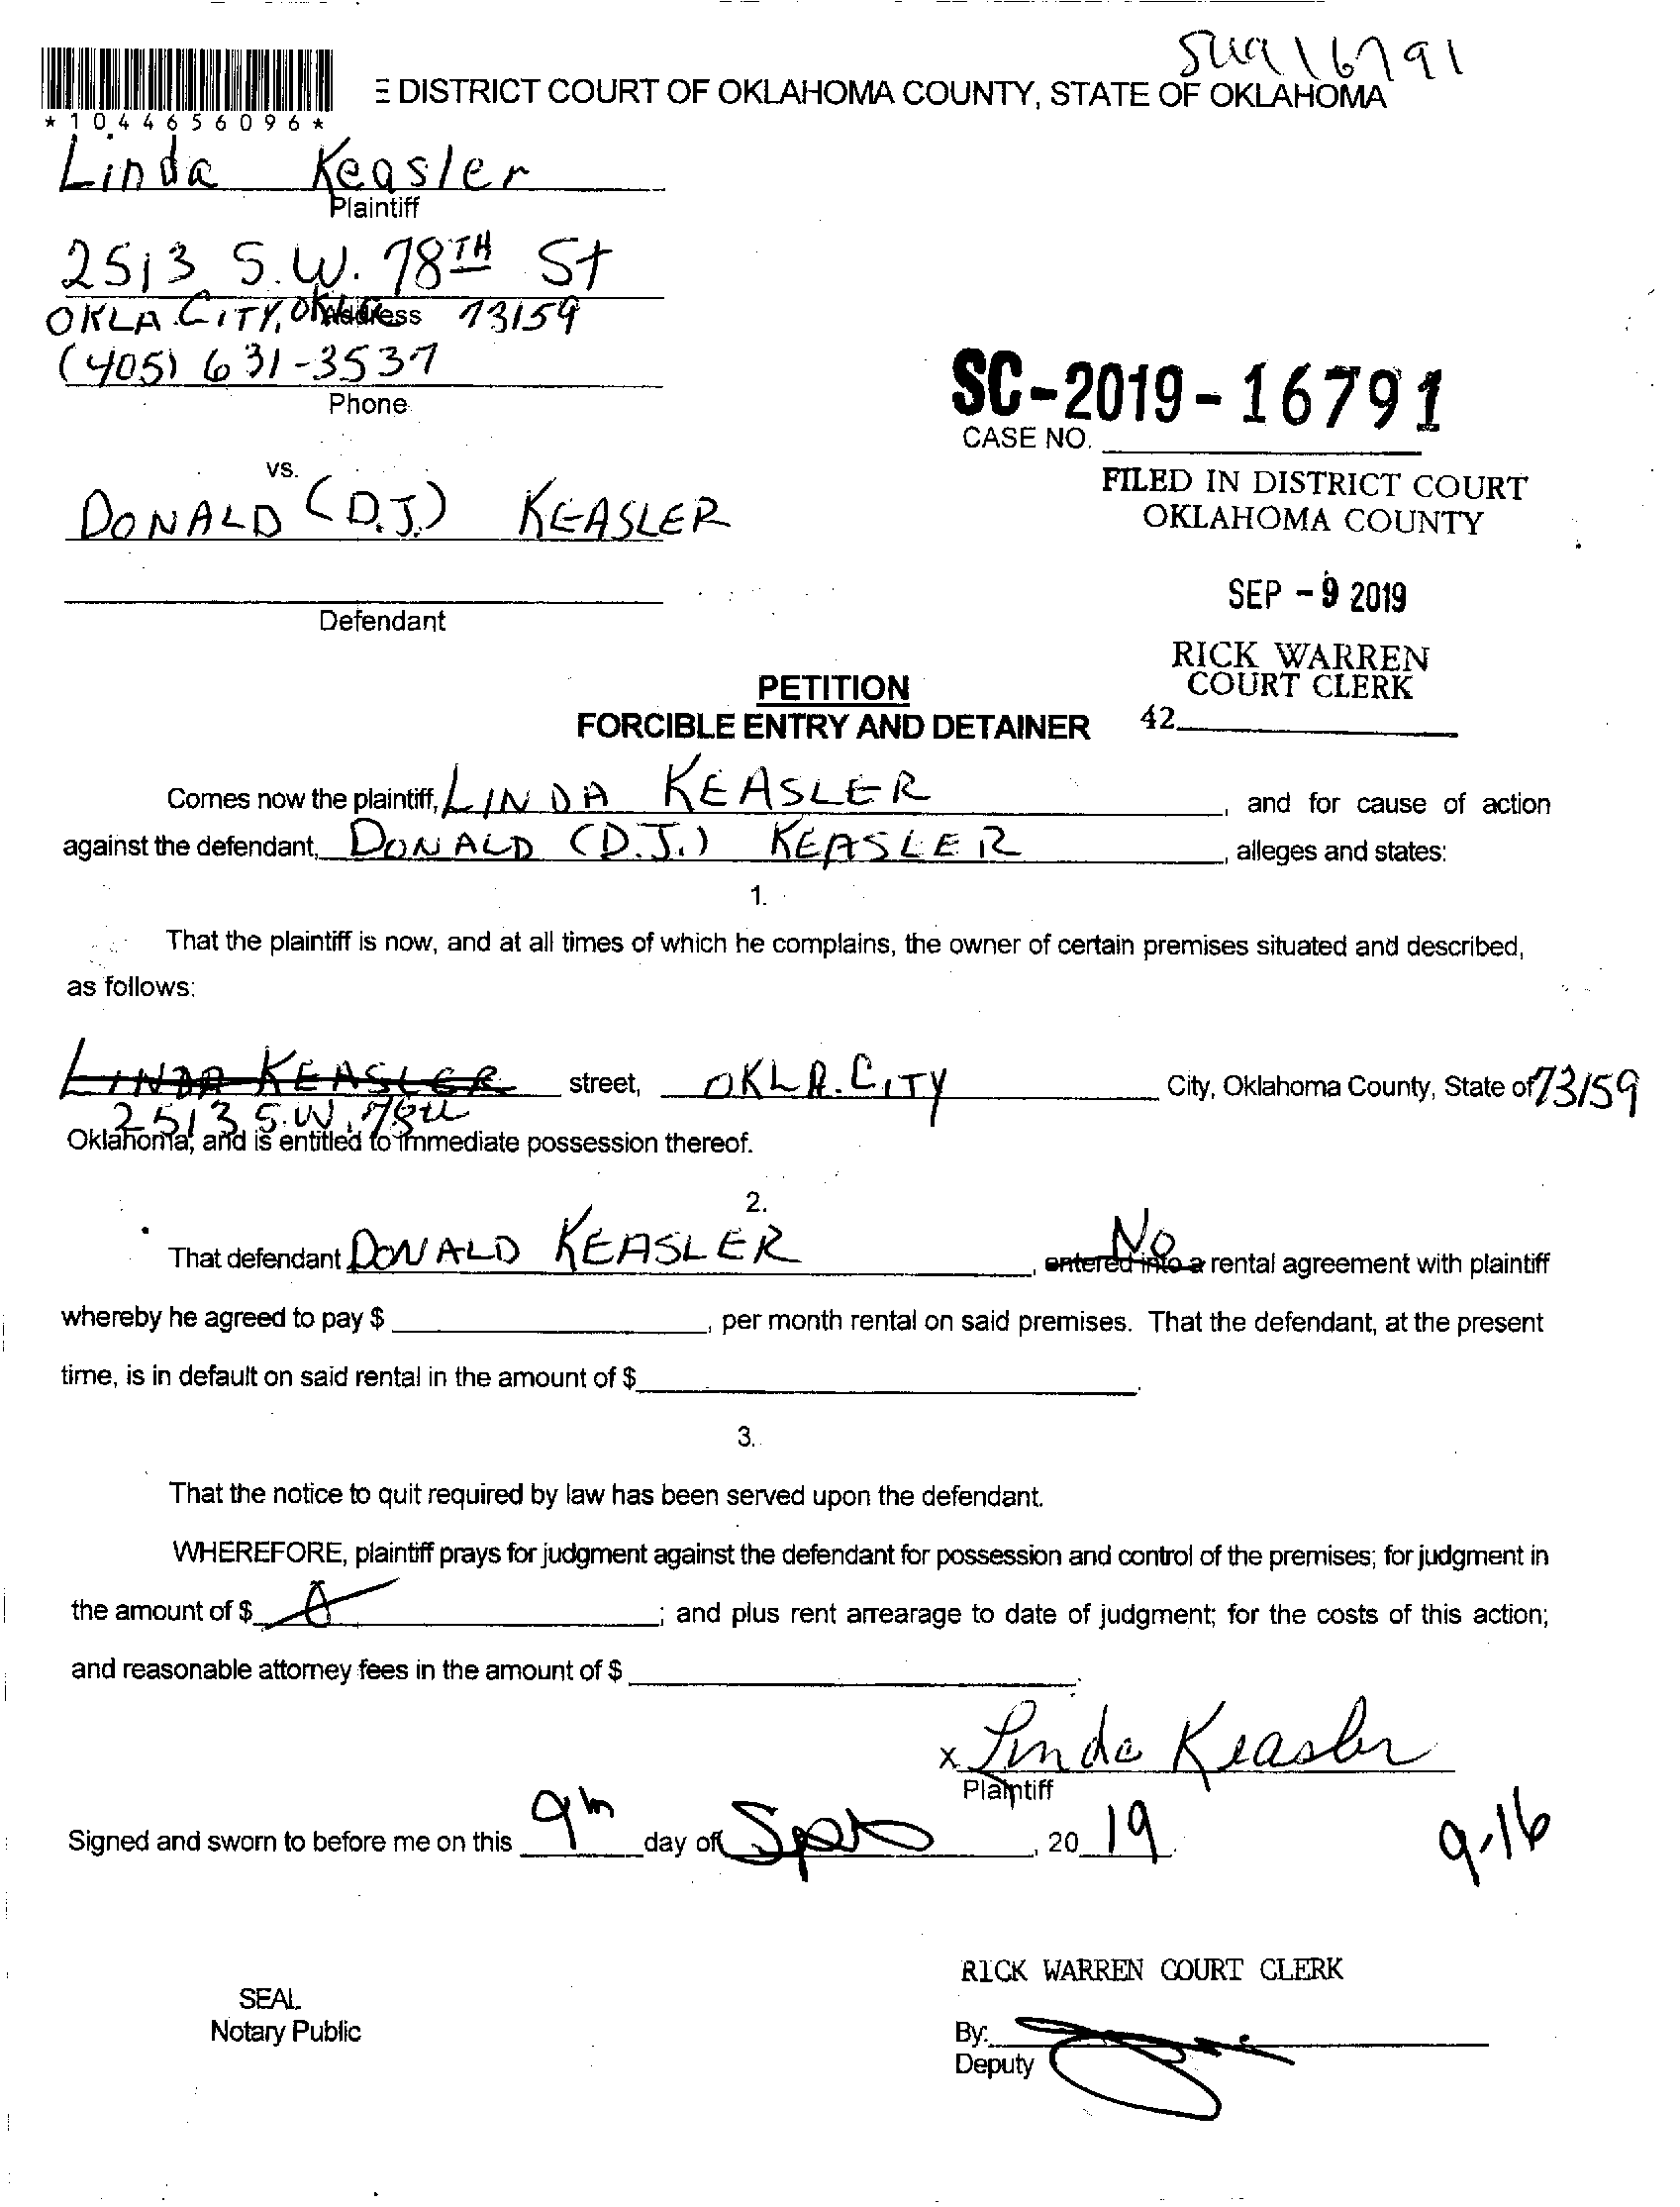 E DISTRICT COURT OF OKLAHOMA COUNTY, STATE OF OKLAHOMA
*1044656096*
Linda Keasler
Plaintiff
2513 S.W. 78TH St
OKLA CITY, Address 73159
(405) 631-3537
Phone
SC-2019-16791
CASE NO.
vs.
DONALD (D.J.) KEASLER
Defendant
FILED IN DISTRICT COURT
OKLAHOMA COUNTY
SEP -9 2019
RICK WARREN
COURT CLERK
42
PETITION
FORCIBLE ENTRY AND DETAINER
Comes now the plaintiff, LINDA KEASLER, and for cause of action
against the defendant, DONALD (D.J.) KEASLER, alleges and states:
1.
That the plaintiff is now, and at all times of which he complains, the owner of certain premises situated and described,
as follows:
LINDA KEASLER street, OKLA. CITY City, Oklahoma County, State of 73159
2513 S.W. 78th
Oklahoma, and is entitled to immediate possession thereof.
2.
That defendant DONALD KEASLER, entered into a No rental agreement with plaintiff
whereby he agreed to pay $, per month rental on said premises. That the defendant, at the present
time, is in default on said rental in the amount of $.
3.
That the notice to quit required by law has been served upon the defendant.
WHEREFORE, plaintiff prays for judgment against the defendant for possession and control of the premises; for judgment in
the amount of $; and plus rent arrearage to date of judgment; for the costs of this action;
and reasonable attorney fees in the amount of $.
x Linda Keasler
Plaintiff
Signed and sworn to before me on this 9th day of Sept, 2019.
9-16
RICK WARREN COURT CLERK
SEAL
Notary Public
By:
Deputy